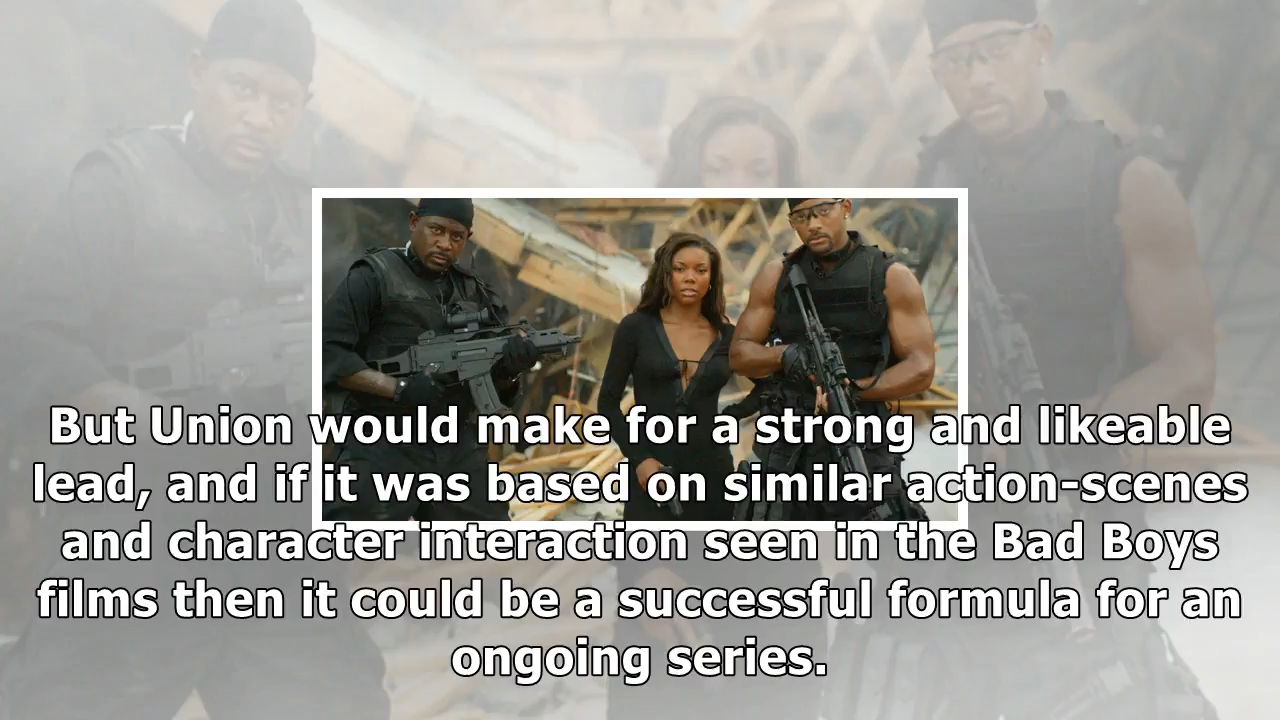 But Union would make for a strong and likeable
lead, and if it was based on similar action-scenes
and character interaction seen in the Bad Boys
films then it could be a successful formula for an
ongoing series.